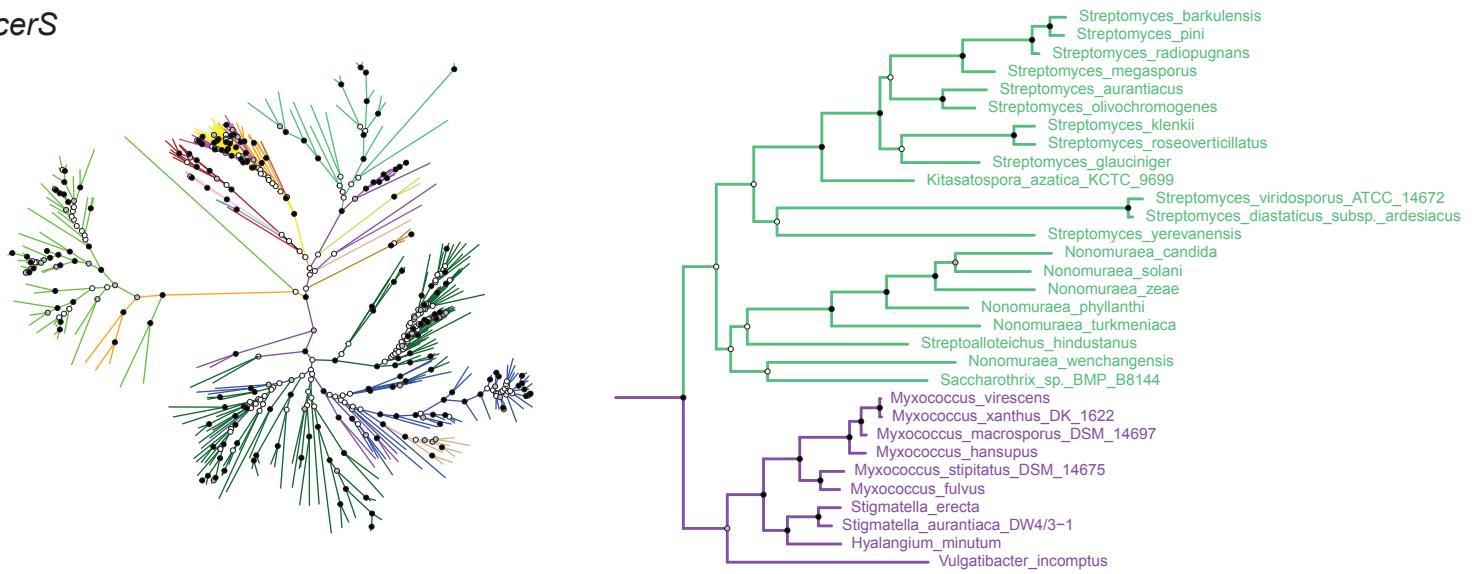 cerS
Streptomyces_barkulensis
Streptomyces_pini
Streptomyces_radiopugnans
Streptomyces_megasporus
Streptomyces_aurantiacus
Streptomyces_olivochromogenes
Streptomyces_klenkii
Streptomyces_roseoverticillatus
Streptomyces_glauciniger
Kitasatospora_azatica_KCTC_9699
Streptomyces_viridosporus_ATCC_14672
Streptomyces_diastaticus_subsp._ardesiacus
Streptomyces_yerevanensis
Nonomuraea_candida
Nonomuraea_solani
Nonomuraea_zeae
Nonomuraea_phyllanthi
Nonomuraea_turkmeniaca
Streptoalloteichus_hindustanus
Nonomuraea_wenchangensis
Saccharothrix_sp._BMP_B8144
Myxococcus_virescens
Myxococcus_xanthus_DK_1622
Myxococcus_macrosporus_DSM_14697
Myxococcus_hansupus
Myxococcus_stipitatus_DSM_14675
Myxococcus_fulvus
Stigmatella_erecta
Stigmatella_aurantiaca_DW4/3−1
Hyalangium_minutum
Vulgatibacter_incomptus